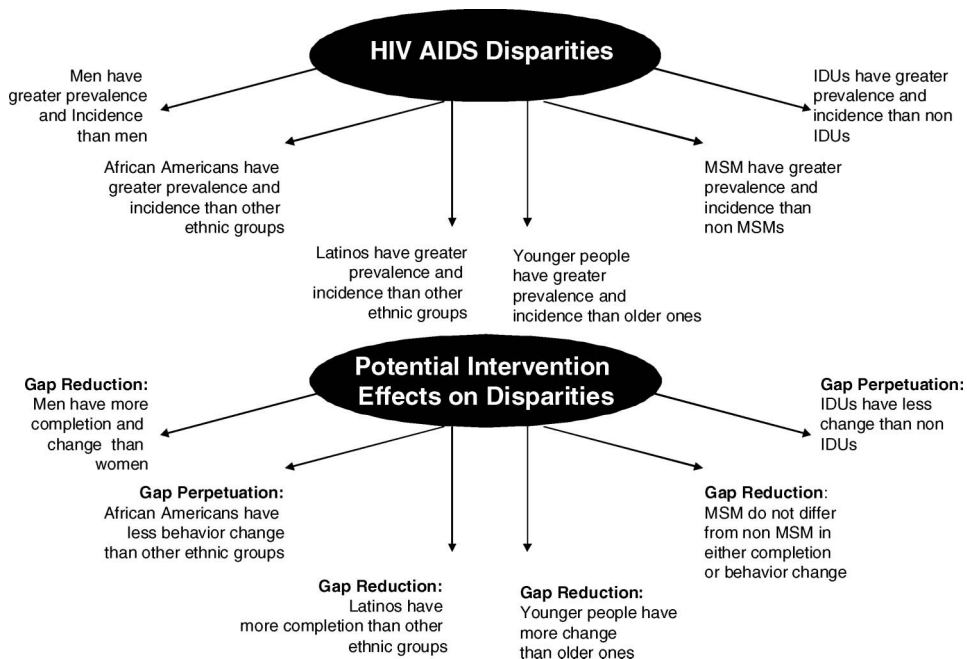 HIV AIDS Disparities
Men have
greater prevalence
and Incidence
than men
African Americans have
greater prevalence and
incidence than other
ethnic groups
Latinos have greater
prevalence and
incidence than other
ethnic groups
Younger people
have greater
prevalence and
incidence than older ones
MSM have greater
prevalence and
incidence than
non MSMs
IDUs have greater
prevalence and
incidence than non
IDUs
Potential Intervention
Effects on Disparities
Gap Reduction:
Men have more
completion and
change than
women
Gap Perpetuation:
African Americans have
less behavior change
than other ethnic groups
Gap Reduction:
Latinos have
more completion than other
ethnic groups
Gap Reduction:
Younger people have
more change
than older ones
Gap Reduction:
MSM do not differ
from non MSM in
either completion
or behavior change
Gap Perpetuation:
IDUs have less
change than non
IDUs